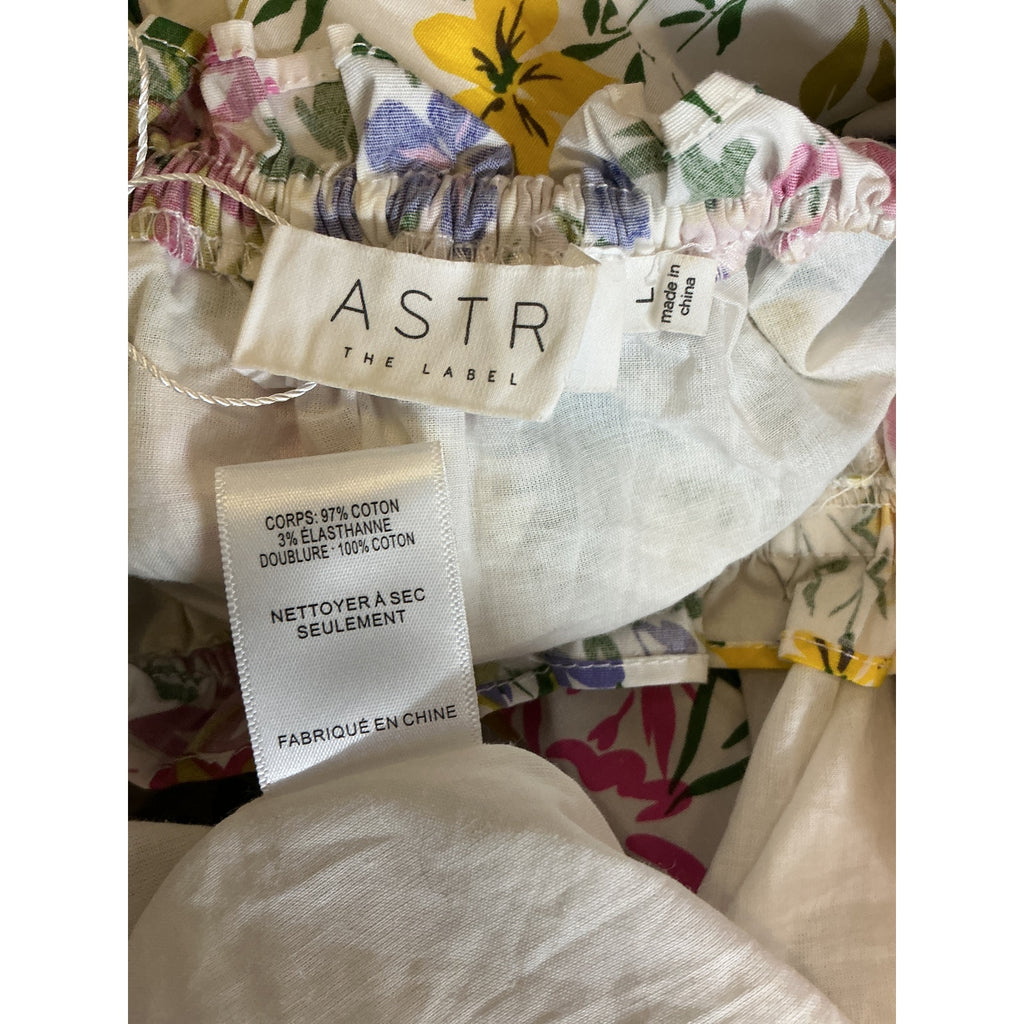 ASTR
THE LABEL
L
made in
china
CORPS: 97% COTON
3% ÉLASTHANNE
DOUBLURE · 100% COTON
NETTOYER À SEC
SEULEMENT
FABRIQUÉ EN CHINE